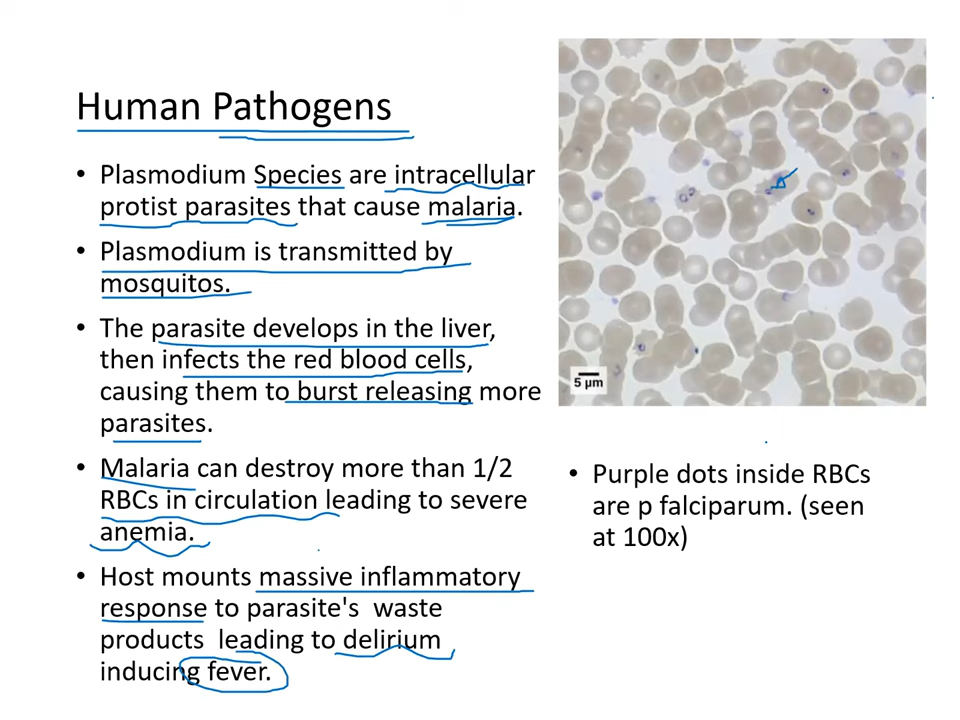 Human Pathogens
• Plasmodium Species are intracellular
protist parasites that cause malaria.
• Plasmodium is transmitted by
mosquitos.
• The parasite develops in the liver,
then infects the red blood cells,
causing them to burst releasing more
parasites.
• Malaria can destroy more than 1/2
RBCs in circulation leading to severe
anemia.
• Host mounts massive inflammatory
response to parasite's waste
products leading to delirium
inducing fever.
5 µm
• Purple dots inside RBCs
are p falciparum. (seen
at 100x)